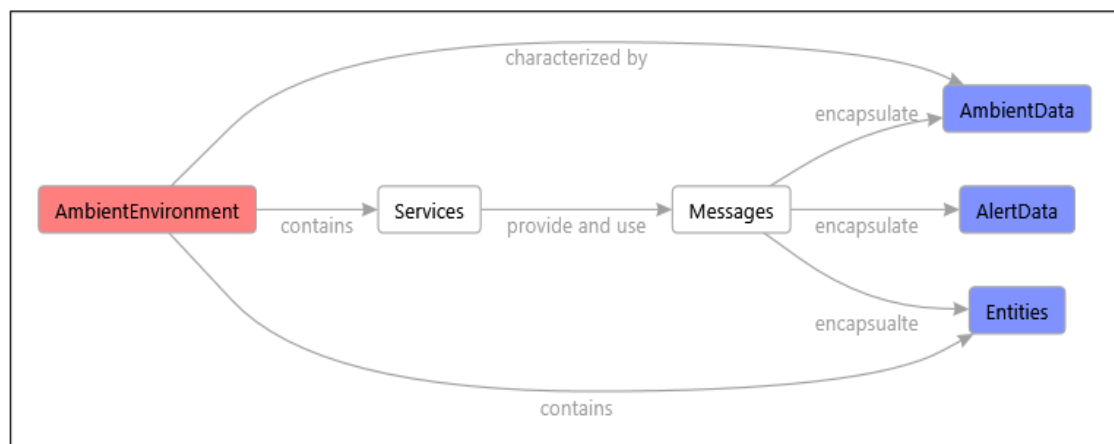 characterized by
encapsulate
AmbientData
AmbientEnvironment
contains
Services
provide and use
Messages
encapsulate
AlertData
encapsualte
Entities
contains